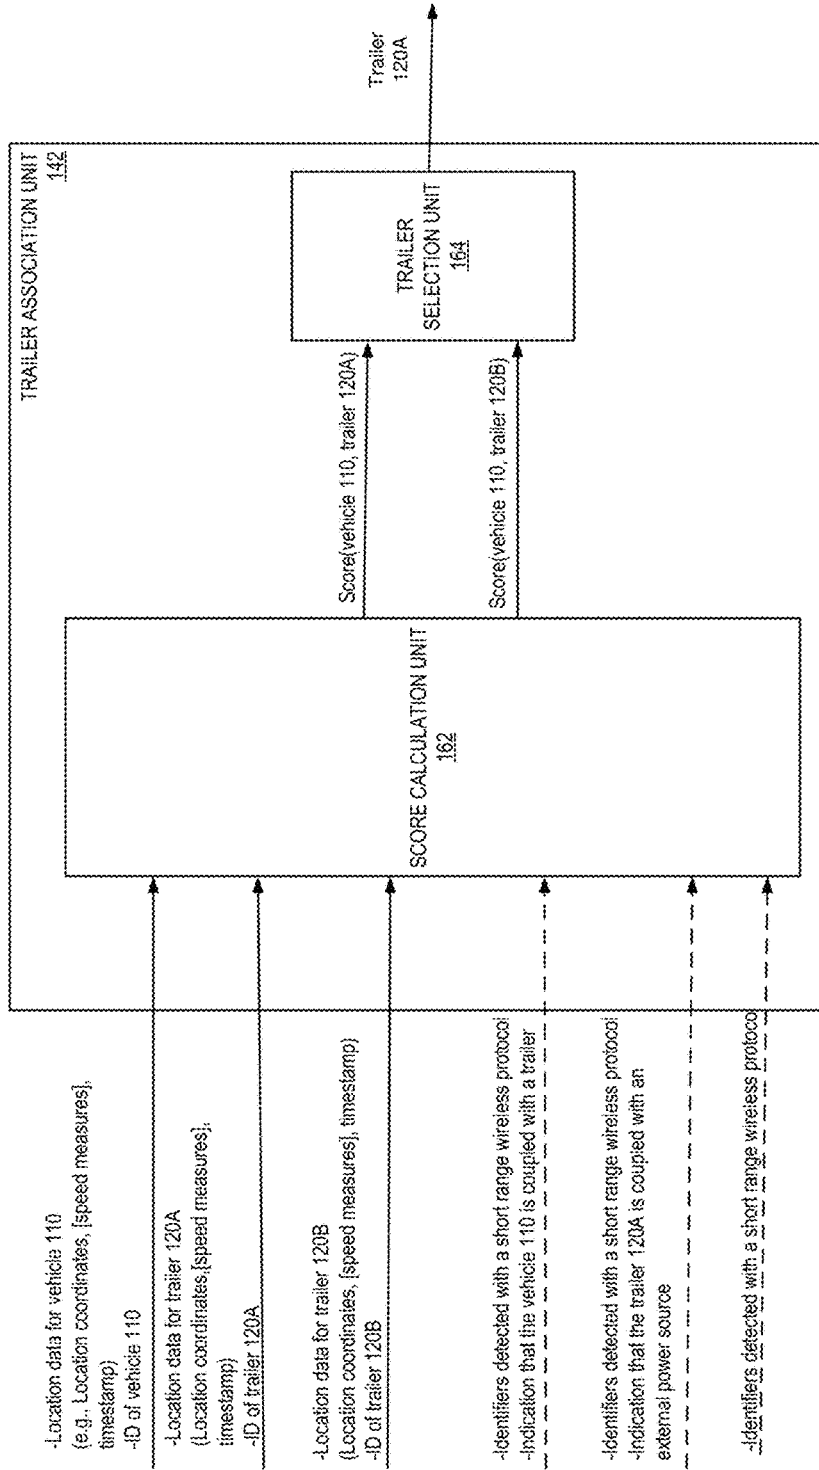 TRAILER ASSOCIATION UNIT
142
-Location data for vehicle 110
(e.g., Location coordinates, [speed measures],
timestamp)
-ID of vehicle 110
-Location data for trailer 120A
(Location coordinates,[speed measures],
timestamp)
-ID of trailer 120A
-Location data for trailer 120B
(Location coordinates, [speed measures], timestamp)
-ID of trailer 120B
-Identifiers detected with a short range wireless protocol
-Indication that the vehicle 110 is coupled with a trailer
-Identifiers detected with a short range wireless protocol
-Indication that the trailer 120A is coupled with an
external power source
-Identifiers detected with a short range wireless protocol
SCORE CALCULATION UNIT
162
Score(vehicle 110, trailer 120A)
Score(vehicle 110, trailer 120B)
TRAILER
SELECTION UNIT
164
Trailer
120A